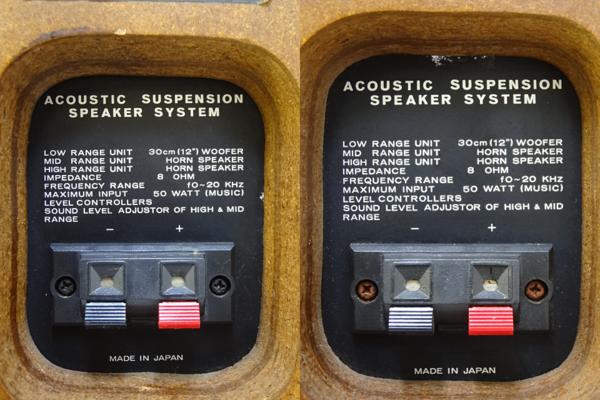 ACOUSTIC SUSPENSION
SPEAKER SYSTEM
LOW RANGE UNIT 30cm (12") WOOFER
MID RANGE UNIT HORN SPEAKER
HIGH RANGE UNIT HORN SPEAKER
IMPEDANCE 8 OHM
FREQUENCY RANGE f0~20 KHz
MAXIMUM INPUT 50 WATT (MUSIC)
LEVEL CONTROLLERS
SOUND LEVEL ADJUSTOR OF HIGH & MID
RANGE
− +
MADE IN JAPAN
ACOUSTIC SUSPENSION
SPEAKER SYSTEM
LOW RANGE UNIT 30cm (12") WOOFER
MID RANGE UNIT HORN SPEAKER
HIGH RANGE UNIT HORN SPEAKER
IMPEDANCE 8 OHM
FREQUENCY RANGE f0~20 KHz
MAXIMUM INPUT 50 WATT (MUSIC)
LEVEL CONTROLLERS
SOUND LEVEL ADJUSTOR OF HIGH & MID
RANGE
− +
MADE IN JAPAN